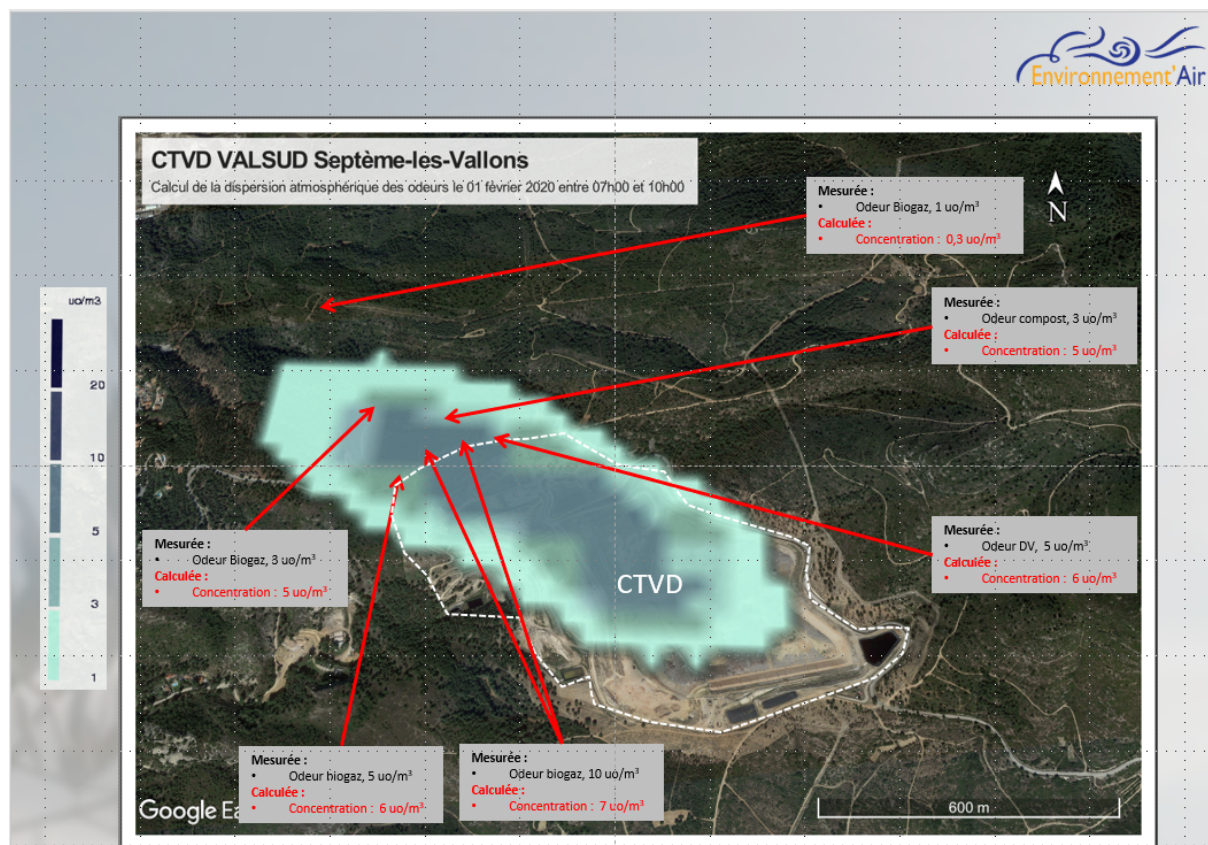 Environnement'Air
CTVD VALSUD Septème-les-Vallons
Calcul de la dispersion atmosphérique des odeurs le 01 février 2020 entre 07h00 et 10h00
Mesurée :
• Odeur Biogaz, 1 uo/m³
Calculée :
• Concentration : 0,3 uo/m³
N
uo/m3
20
10
5
3
1
Mesurée :
• Odeur compost, 3 uo/m³
Calculée :
• Concentration : 5 uo/m³
Mesurée :
• Odeur Biogaz, 3 uo/m³
Calculée :
• Concentration : 5 uo/m³
Mesurée :
• Odeur DV, 5 uo/m³
Calculée :
• Concentration : 6 uo/m³
CTVD
Mesurée :
• Odeur biogaz, 5 uo/m³
Calculée :
• Concentration : 6 uo/m³
Mesurée :
• Odeur biogaz, 10 uo/m³
Calculée :
• Concentration : 7 uo/m³
Google Ea
600 m